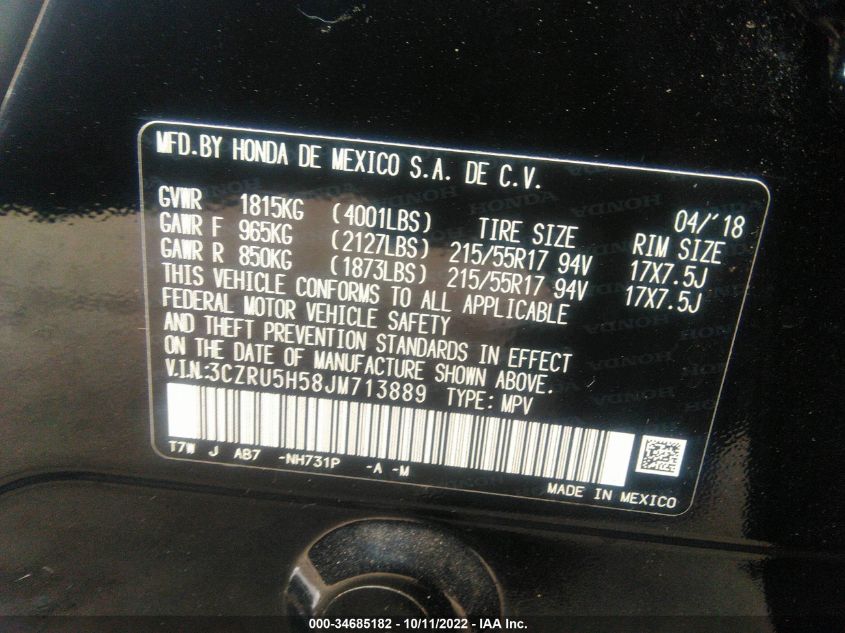 MFD.BY HONDA DE MEXICO S.A. DE C.V.
04/'18
GVWR 1815KG (4001LBS) TIRE SIZE RIM SIZE
GAWR F 965KG (2127LBS) 215/55R17 94V 17X7.5J
GAWR R 850KG (1873LBS) 215/55R17 94V 17X7.5J
THIS VEHICLE CONFORMS TO ALL APPLICABLE
FEDERAL MOTOR VEHICLE SAFETY
AND THEFT PREVENTION STANDARDS IN EFFECT
ON THE DATE OF MANUFACTURE SHOWN ABOVE.
V.I.N.:3CZRU5H58JM713889 TYPE: MPV
T7W J AB7 -NH731P -A -M
MADE IN MEXICO
000-34685182 - 10/11/2022 - IAA Inc.